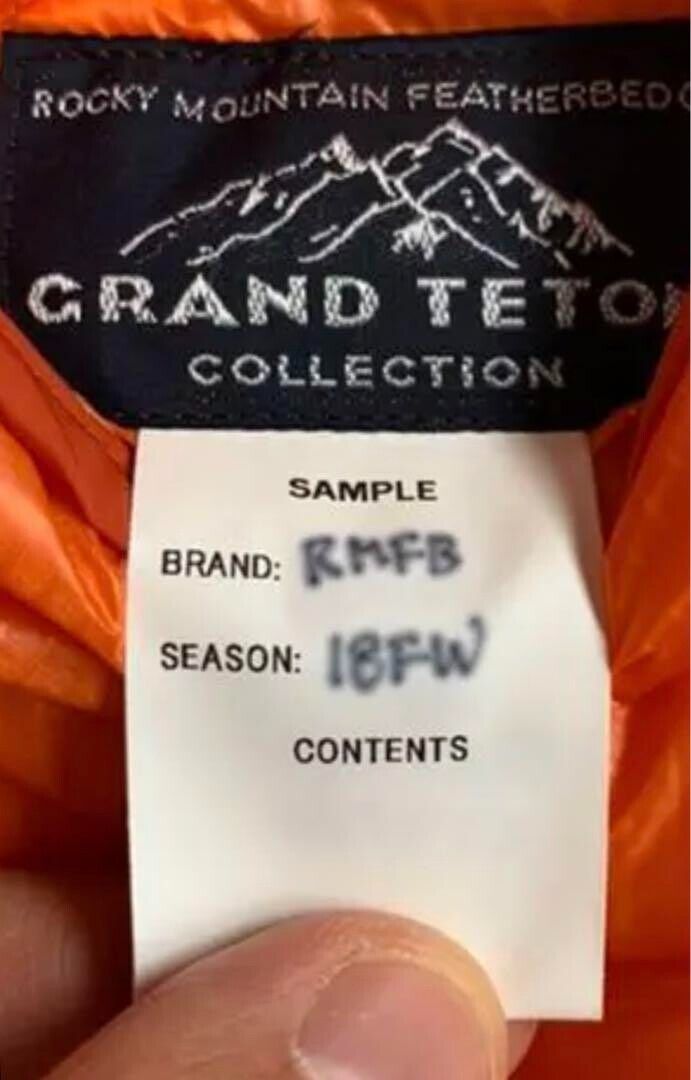 ROCKY MOUNTAIN FEATHERBED
GRAND TETO
COLLECTION
SAMPLE
BRAND: RMFB
SEASON: 18FW
CONTENTS